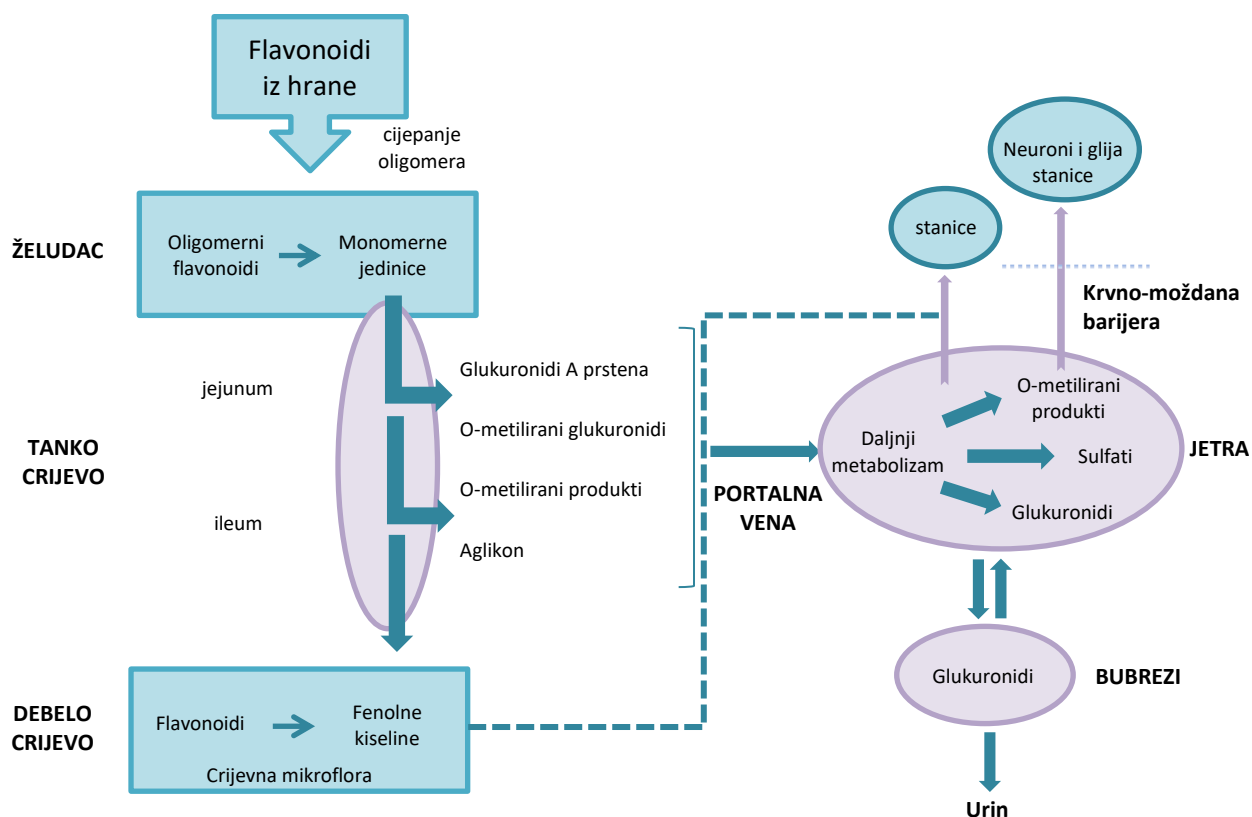 Flavonoidi
iz hrane
cijepanje
oligomera
ŽELUDAC
Oligomerni
flavonoidi
Monomerne
jedinice
TANKO
CRIJEVO
jejunum
ileum
Glukuronidi A prstena
O-metilirani glukuronidi
O-metilirani produkti
Aglikon
DEBELO
CRIJEVO
Flavonoidi
Fenolne
kiseline
Crijevna mikroflora
PORTALNA
VENA
stanice
Neuroni i glija
stanice
Krvno-moždana
barijera
Daljnji
metabolizam
O-metilirani
produkti
Sulfati
Glukuronidi
JETRA
Glukuronidi
BUBREZI
Urin